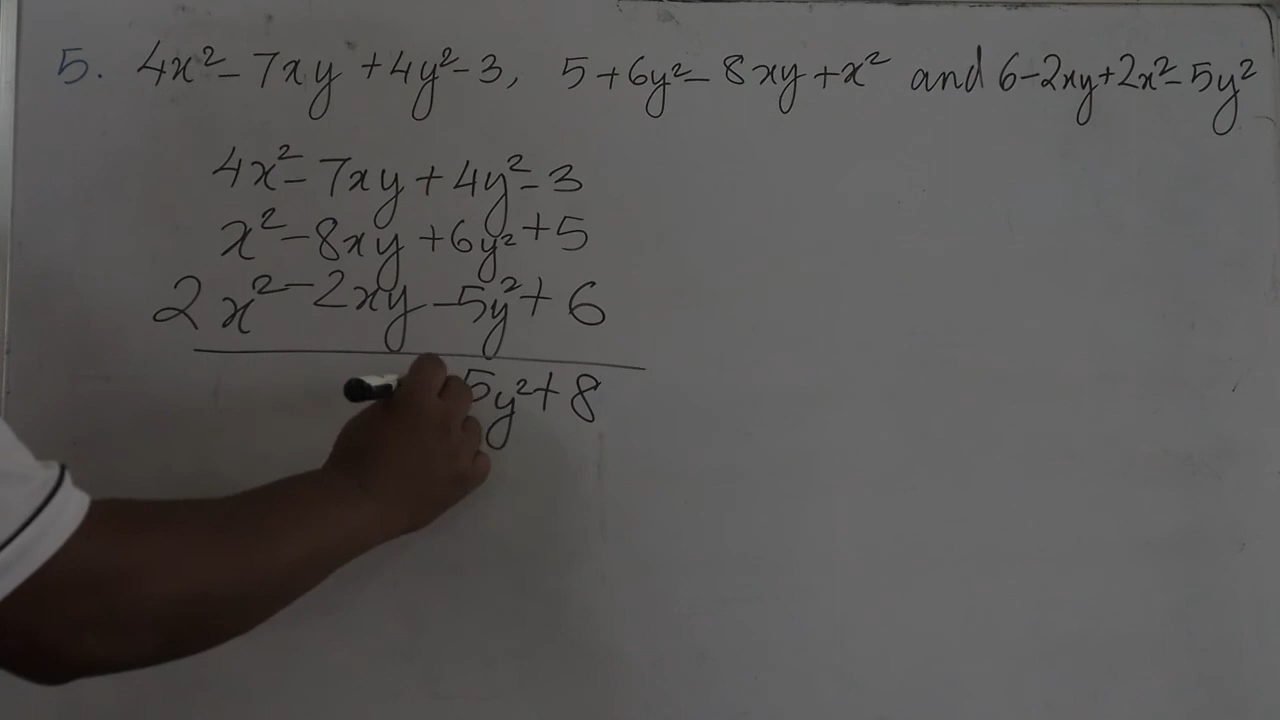 5. 4x² - 7xy + 4y² - 3, 5 + 6y² - 8xy + x² and 6 - 2xy + 2x² - 5y²
4x² - 7xy + 4y² - 3
x² - 8xy + 6y² + 5
2x² - 2xy - 5y² + 6
5y² + 8